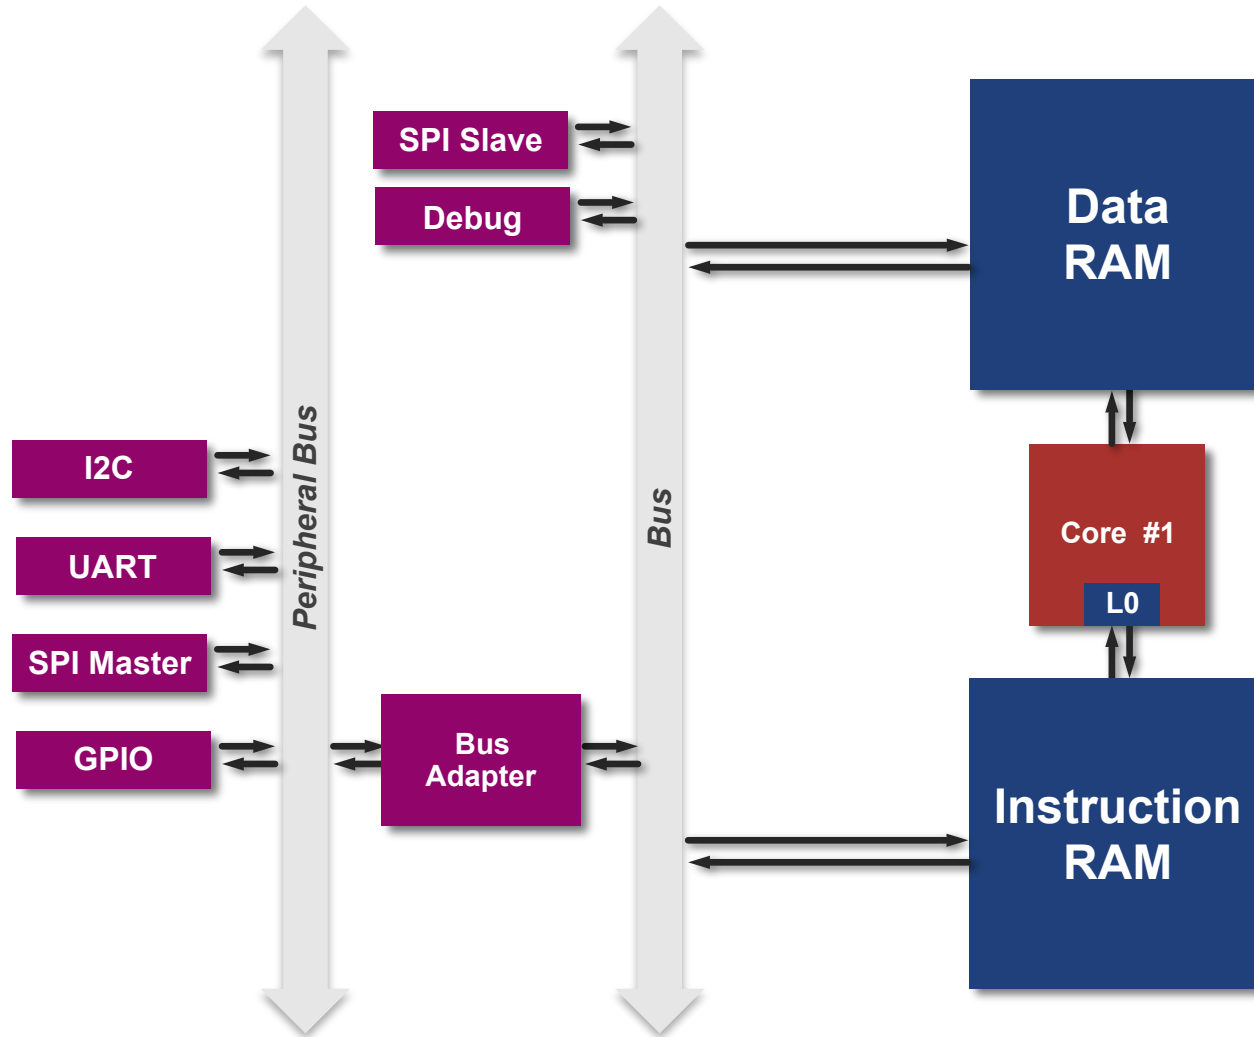 SPI Slave
Debug
Data
RAM
Peripheral Bus
Bus
I2C
UART
SPI Master
GPIO
Bus
Adapter
Core #1
L0
Instruction
RAM